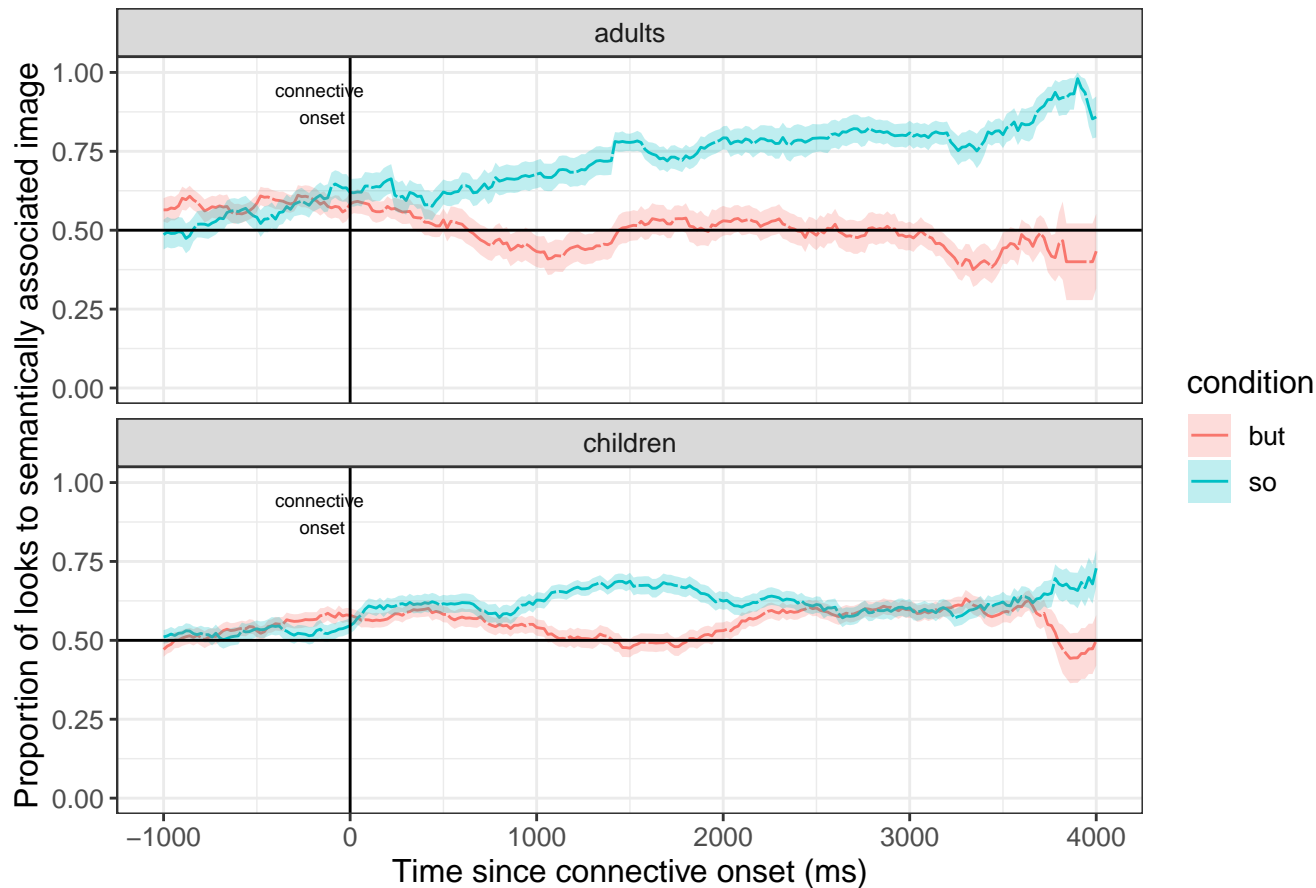 adults
connective
onset
1.00
0.75
0.50
0.25
0.00
children
connective
onset
1.00
0.75
0.50
0.25
0.00
−1000
0
1000
2000
3000
4000
Time since connective onset (ms)
Proportion of looks to semantically associated image
condition
but
so